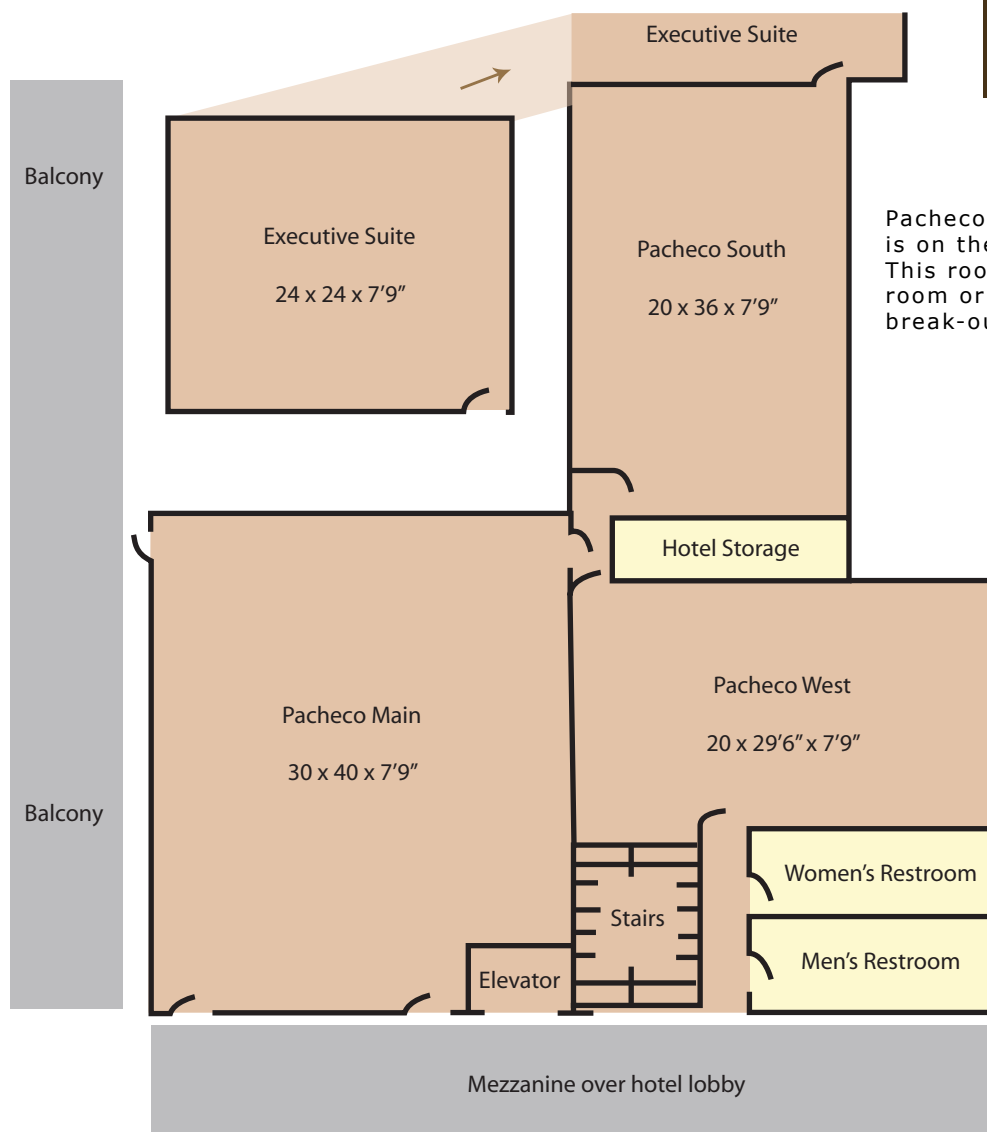 Executive Suite
Balcony
Executive Suite
24 x 24 x 7’9”
Pacheco South
20 x 36 x 7’9”
Pacheco
is on the
This roo
room or
break-ou
Hotel Storage
Pacheco Main
30 x 40 x 7’9”
Pacheco West
20 x 29’6” x 7’9”
Balcony
Women’s Restroom
Stairs
Men’s Restroom
Elevator
Mezzanine over hotel lobby